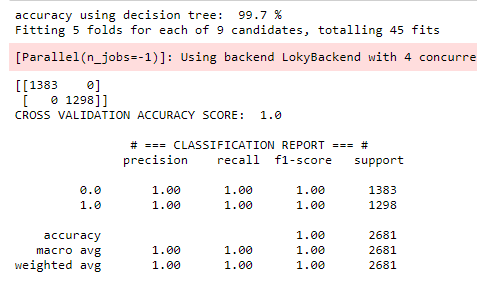 accuracy using decision tree:  99.7 %
Fitting 5 folds for each of 9 candidates, totalling 45 fits
[Parallel(n_jobs=-1)]: Using backend LokyBackend with 4 concurre
[[1383    0]
 [   0 1298]]
CROSS VALIDATION ACCURACY SCORE:  1.0
# === CLASSIFICATION REPORT === #
precision    recall  f1-score   support
0.0       1.00      1.00      1.00      1383
1.0       1.00      1.00      1.00      1298
accuracy                           1.00      2681
macro avg       1.00      1.00      1.00      2681
weighted avg       1.00      1.00      1.00      2681